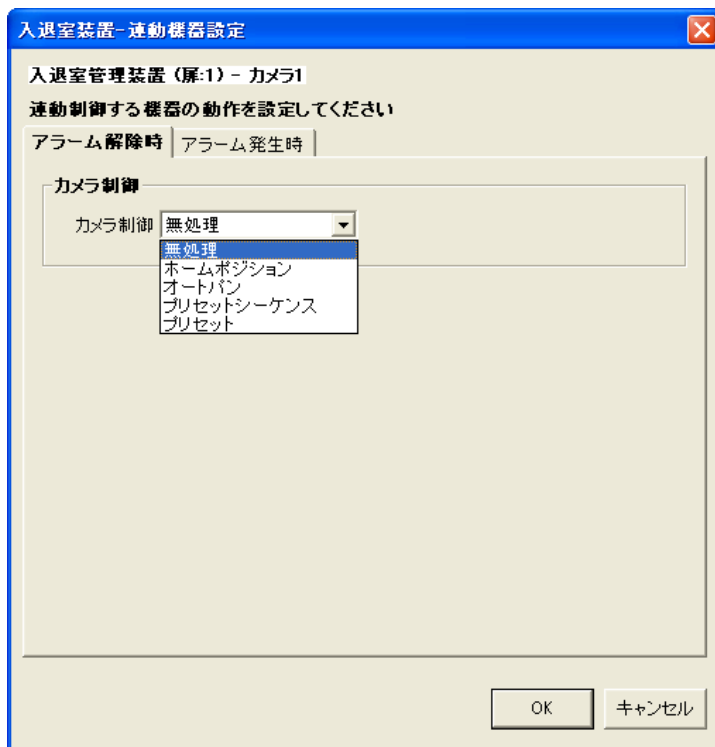 入退室装置-連動機器設定
入退室管理装置 (扉:1) - カメラ1
連動制御する機器の動作を設定してください
アラーム解除時 アラーム発生時
カメラ制御
カメラ制御 無処理
無処理
ホームポジション
オートパン
プリセットシーケンス
プリセット
OK キャンセル